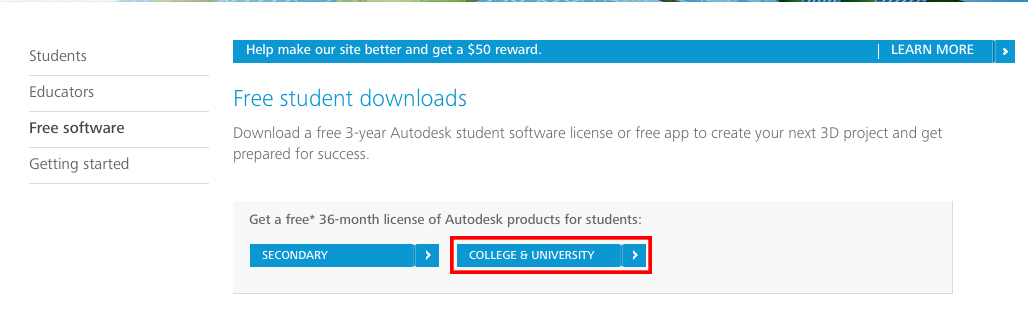 Students
Educators
Free software
Getting started
Help make our site better and get a $50 reward.
LEARN MORE
Free student downloads
Download a free 3-year Autodesk student software license or free app to create your next 3D project and get
prepared for success.
Get a free* 36-month license of Autodesk products for students:
SECONDARY
COLLEGE & UNIVERSITY